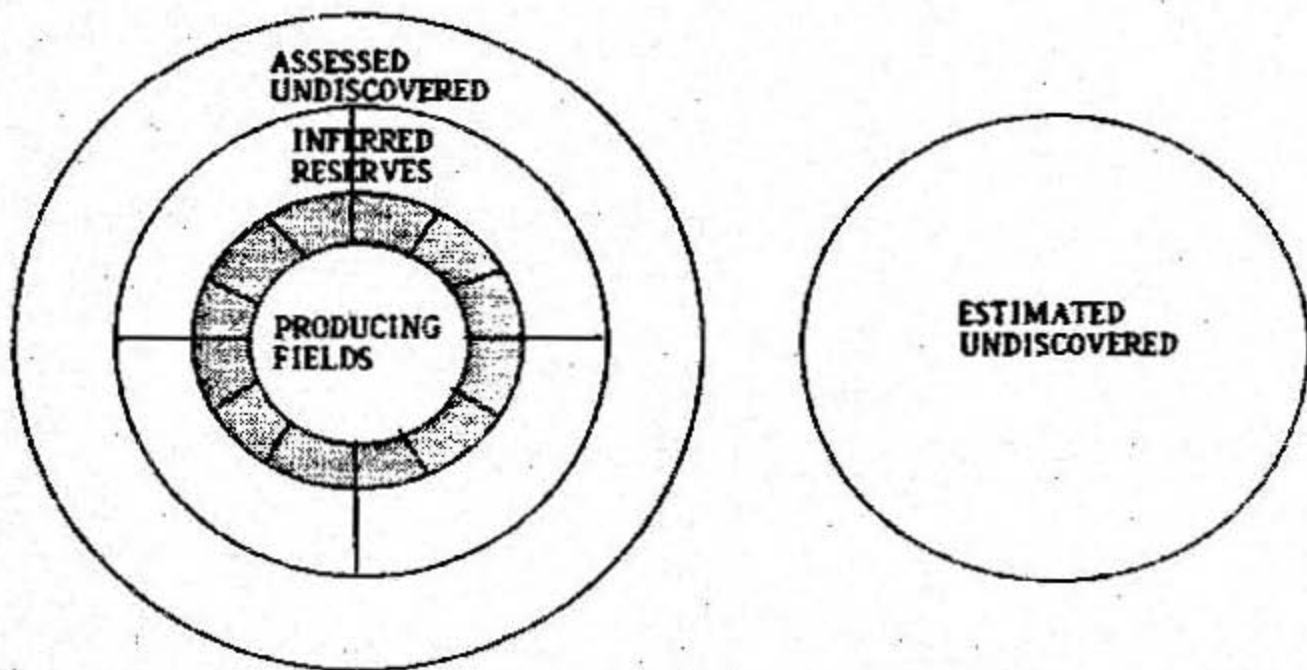 ASSESSED
UNDISCOVERED
INFERRED
RESERVES
PRODUCING
FIELDS
ESTIMATED
UNDISCOVERED